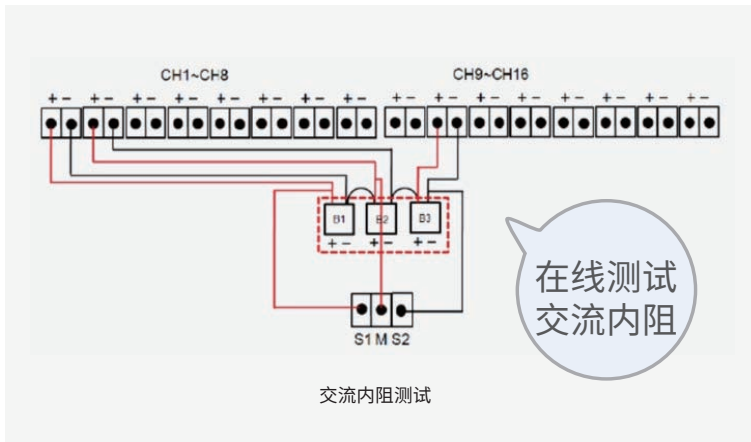 CH1~CH8
CH9~CH16
+ - + - + - + - + - + - + - + -
+ - + - + - + - + - + - + - + -
B1 B2 B3
+ - + - + -
S1 M S2
在线测试
交流内阻
交流内阻测试